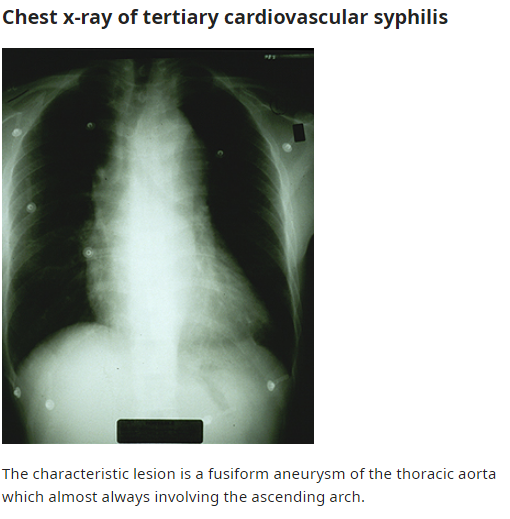 Chest x-ray of tertiary cardiovascular syphilis
The characteristic lesion is a fusiform aneurysm of the thoracic aorta
which almost always involving the ascending arch.